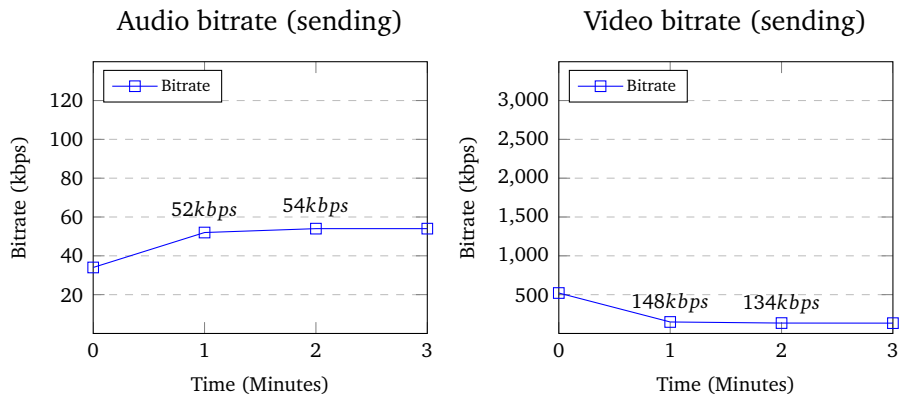 Audio bitrate (sending)
Bitrate
120
100
80
60
40
20
52kbps
54kbps
0
1
2
3
Bitrate (kbps)
Time (Minutes)
Video bitrate (sending)
Bitrate
3,000
2,500
2,000
1,500
1,000
500
148kbps
134kbps
0
1
2
3
Bitrate (kbps)
Time (Minutes)